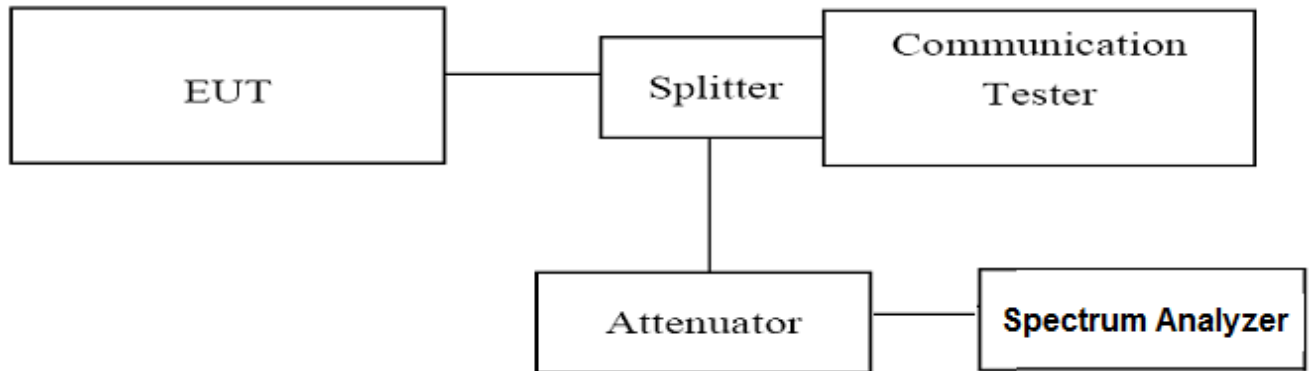 EUT
Splitter
Communication
Tester
Attenuator
Spectrum Analyzer